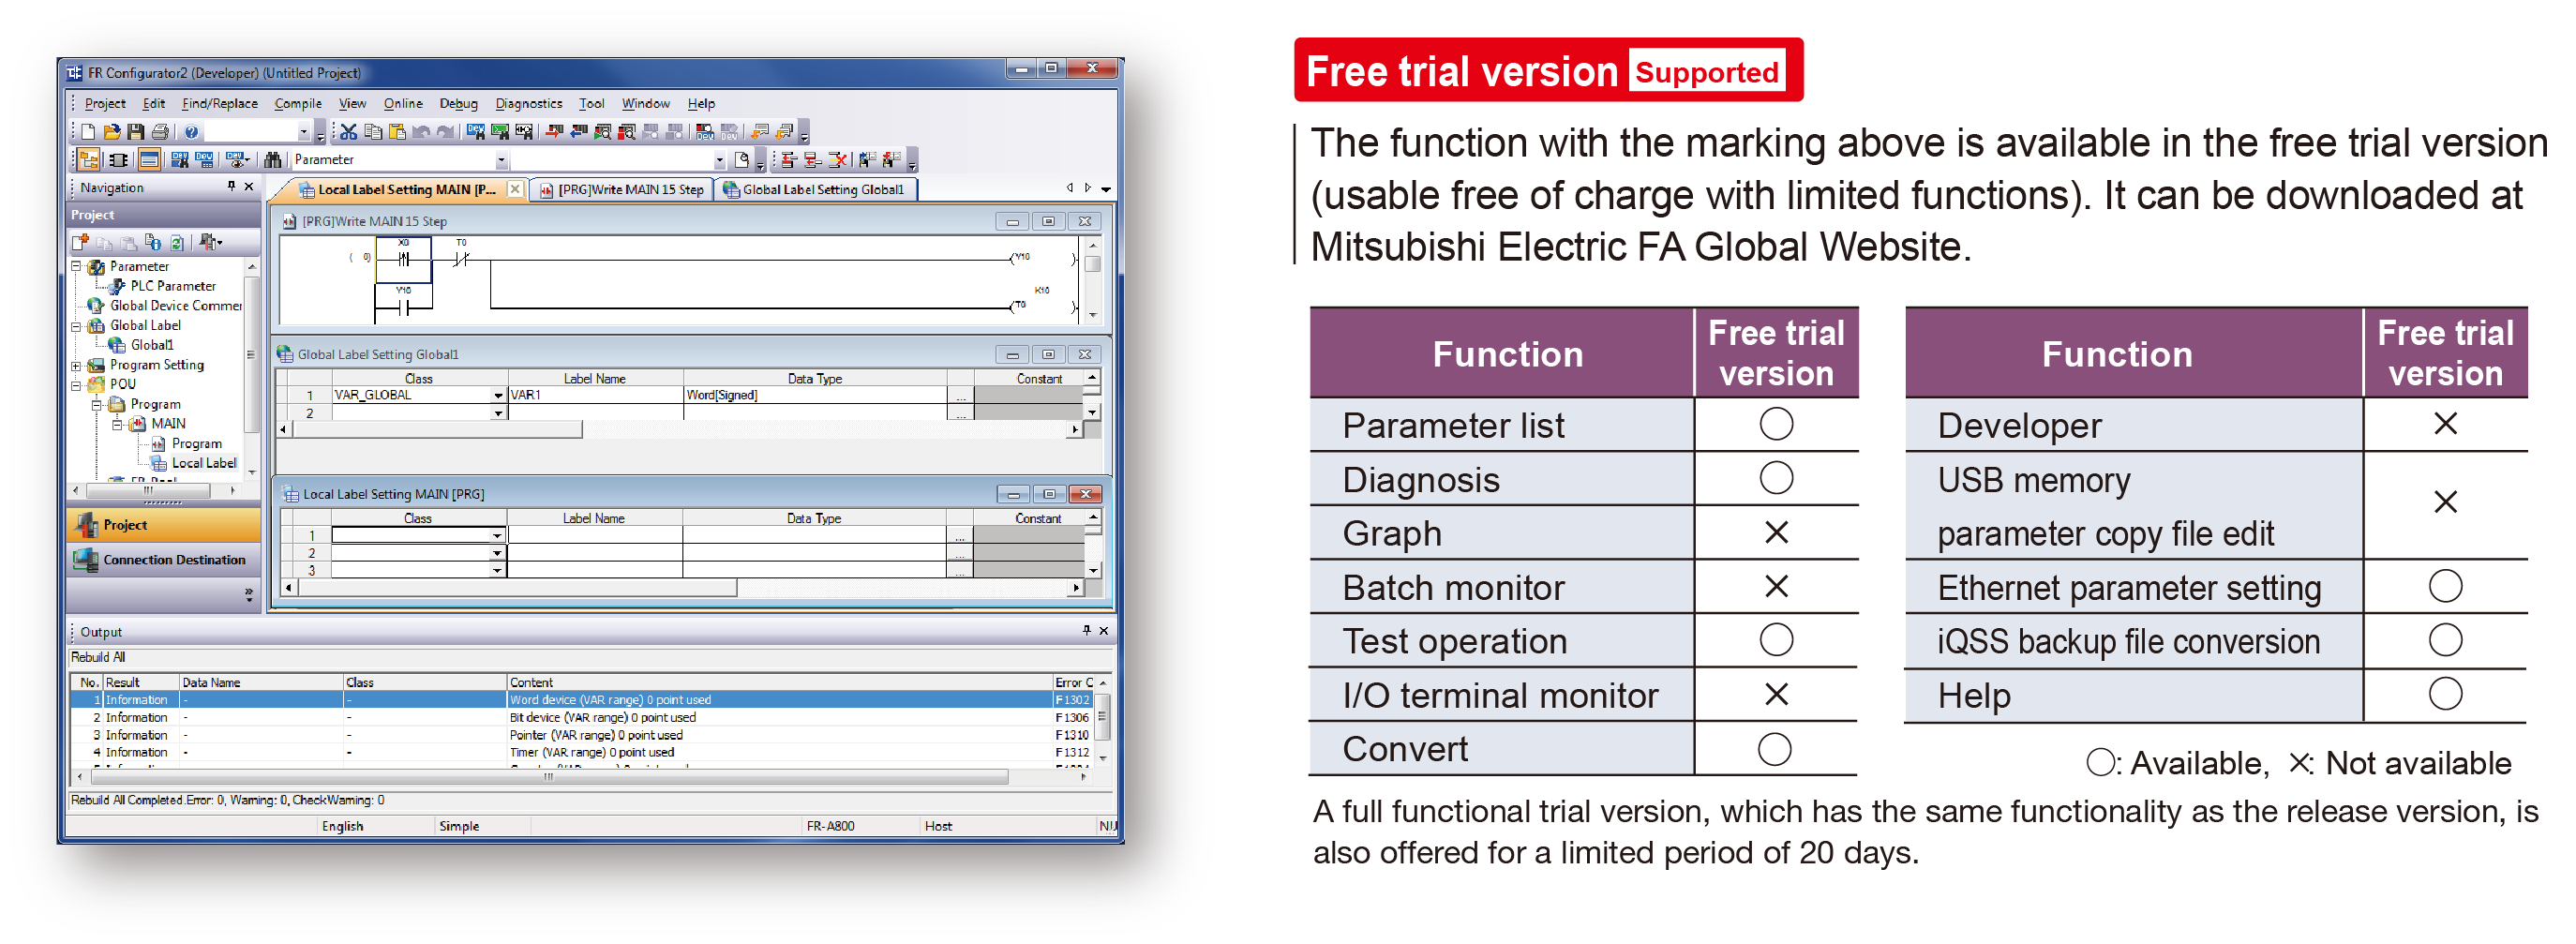 FR Configurator2 (Developer) (Untitled Project)
Project Edit Find/Replace Compile View Online Debug Diagnostics Tool Window Help
Parameter
Navigation
Project
Parameter
PLC Parameter
Global Device Commer
Global Label
Global1
Program Setting
POU
Program
MAIN
Program
Local Label
Project
Connection Destination
Local Label Setting MAIN [P... [PRG]Write MAIN 15 Step Global Label Setting Global1
[PRG]Write MAIN 15 Step
X0 T0
( 0) (Y10 )
Y10 K10
(T0 )
Global Label Setting Global1
Class Label Name Data Type Constant
1 VAR_GLOBAL VAR1 Word[Signed] ...
2 ...
Local Label Setting MAIN [PRG]
Class Label Name Data Type Constant
1 ...
2 ...
3 ...
Output
Rebuild All
No. Result Data Name Class Content Error C
1 Information - - Word device (VAR range) 0 point used F1302
2 Information - - Bit device (VAR range) 0 point used F1306
3 Information - - Pointer (VAR range) 0 point used F1310
4 Information - - Timer (VAR range) 0 point used F1312
Rebuild All Completed.Error: 0, Warning: 0, CheckWarning: 0
English Simple FR-A800 Host
Free trial version Supported
The function with the marking above is available in the free trial version
(usable free of charge with limited functions). It can be downloaded at
Mitsubishi Electric FA Global Website.
Function Free trial version
Parameter list ○
Diagnosis ○
Graph ×
Batch monitor ×
Test operation ○
I/O terminal monitor ×
Convert ○
Function Free trial version
Developer ×
USB memory
parameter copy file edit ×
Ethernet parameter setting ○
iQSS backup file conversion ○
Help ○
○: Available, ×: Not available
A full functional trial version, which has the same functionality as the release version, is
also offered for a limited period of 20 days.